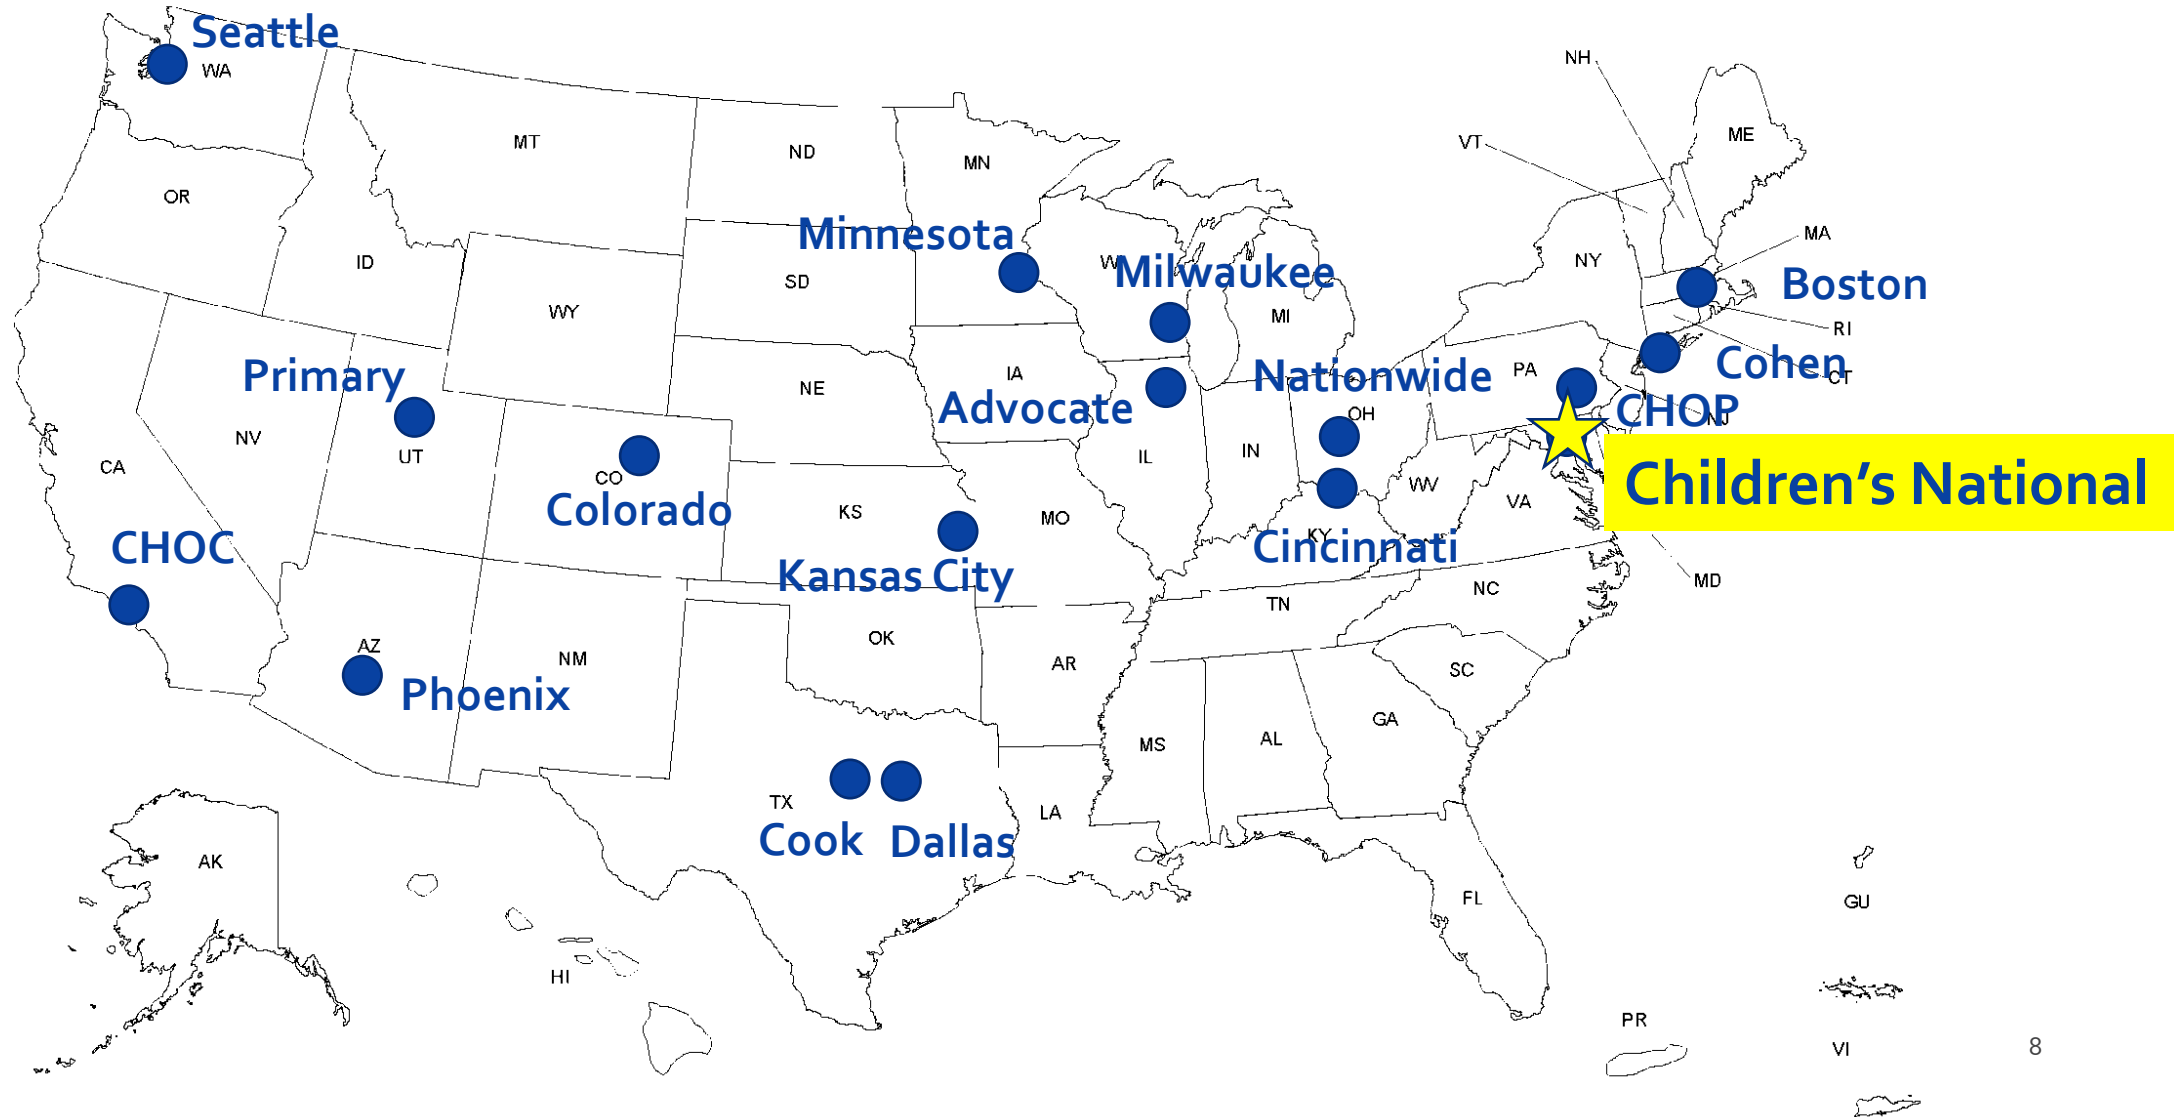 Seattle
WA
NH
ME
MT
ND
MN
VT
OR
Minnesota
MA
ID
SD
W
Milwaukee
NY
Boston
WY
MI
RI
Primary
NE
IA
Nationwide
PA
Cohen
CT
Advocate
OH
CHOP
NJ
NV
UT
CO
IL
IN
WV
Children's National
CA
Colorado
KS
MO
VA
CHOC
Kansas City
KY
Cincinnati
MD
TN
NC
AZ
NM
OK
AR
SC
Phoenix
GA
MS
AL
TX
LA
Cook
Dallas
AK
FL
GU
HI
PR
VI
8